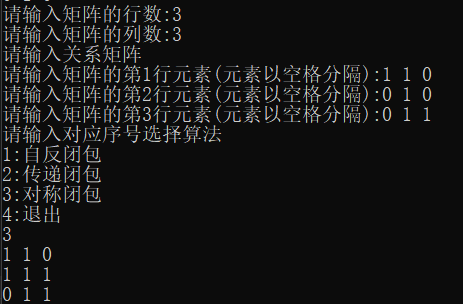 请输入矩阵的行数:3
请输入矩阵的列数:3
请输入关系矩阵
请输入矩阵的第1行元素(元素以空格分隔):1 1 0
请输入矩阵的第2行元素(元素以空格分隔):0 1 0
请输入矩阵的第3行元素(元素以空格分隔):0 1 1
请输入对应序号选择算法
1:自反闭包
2:传递闭包
3:对称闭包
4:退出
3
1 1 0
1 1 1
0 1 1